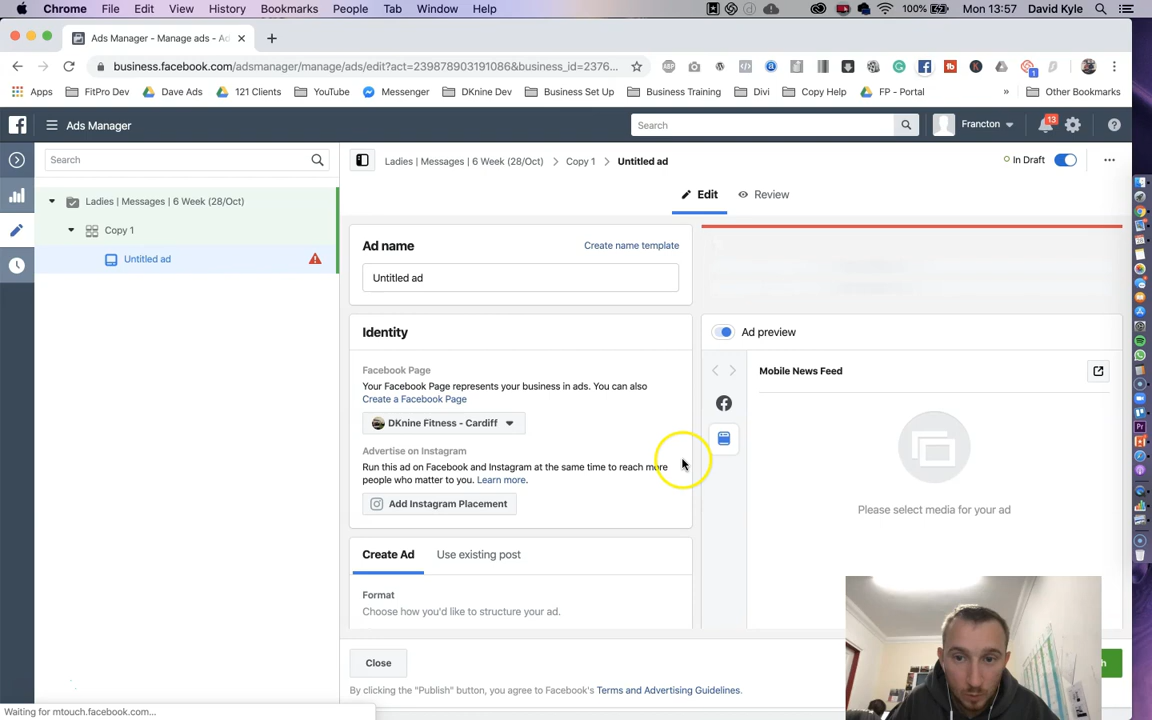 Chrome File Edit View History Bookmarks People Tab Window Help 100% Mon 13:57 David Kyle
Ads Manager - Manage ads - Ad
business.facebook.com/adsmanager/manage/ads/edit?act=239878903191086&business_id=2376...
Apps FitPro Dev Dave Ads 121 Clients YouTube Messenger DKnine Dev Business Set Up Business Training Divi Copy Help FP - Portal » Other Bookmarks
Ads Manager Search Francton 13
Search
Ladies | Messages | 6 Week (28/Oct) > Copy 1 > Untitled ad In Draft
Edit Review
Ladies | Messages | 6 Week (28/Oct)
Copy 1
Untitled ad
Ad name Create name template
Untitled ad
Identity
Facebook Page
Your Facebook Page represents your business in ads. You can also
Create a Facebook Page
DKnine Fitness - Cardiff
Advertise on Instagram
Run this ad on Facebook and Instagram at the same time to reach more
people who matter to you. Learn more.
Add Instagram Placement
Create Ad Use existing post
Format
Choose how you'd like to structure your ad.
Ad preview
Mobile News Feed
Please select media for your ad
Close
By clicking the "Publish" button, you agree to Facebook's Terms and Advertising Guidelines.
Waiting for mtouch.facebook.com...